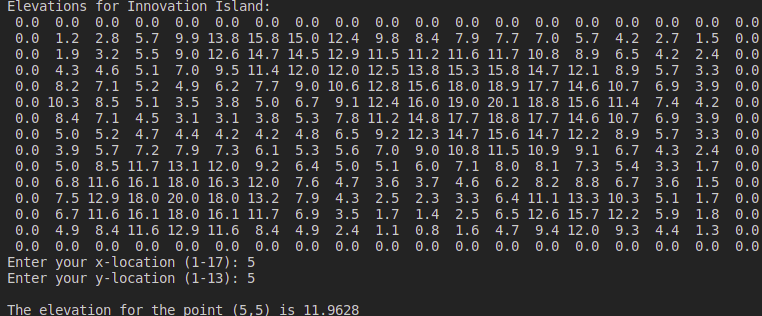 Elevations for Innovation Island:
0.0 0.0 0.0 0.0 0.0 0.0 0.0 0.0 0.0 0.0 0.0 0.0 0.0 0.0 0.0 0.0 0.0 0.0 0.0
0.0 1.2 2.8 5.7 9.9 13.8 15.8 15.0 12.4 9.8 8.4 7.9 7.7 7.0 5.7 4.2 2.7 1.5 0.0
0.0 1.9 3.2 5.5 9.0 12.6 14.7 14.5 12.9 11.5 11.2 11.6 11.7 10.8 8.9 6.5 4.2 2.4 0.0
0.0 4.3 4.6 5.1 7.0 9.5 11.4 12.0 12.0 12.5 13.8 15.3 15.8 14.7 12.1 8.9 5.7 3.3 0.0
0.0 8.2 7.1 5.2 4.9 6.2 7.7 9.0 10.6 12.8 15.6 18.0 18.9 17.7 14.6 10.7 6.9 3.9 0.0
0.0 10.3 8.5 5.1 3.5 3.8 5.0 6.7 9.1 12.4 16.0 19.0 20.1 18.8 15.6 11.4 7.4 4.2 0.0
0.0 8.4 7.1 4.5 3.1 3.1 3.8 5.3 7.8 11.2 14.8 17.7 18.8 17.7 14.6 10.7 6.9 3.9 0.0
0.0 5.0 5.2 4.7 4.4 4.2 4.2 4.8 6.5 9.2 12.3 14.7 15.6 14.7 12.2 8.9 5.7 3.3 0.0
0.0 3.9 5.7 7.2 7.9 7.3 6.1 5.3 5.6 7.0 9.0 10.8 11.5 10.9 9.1 6.7 4.3 2.4 0.0
0.0 5.0 8.5 11.7 13.1 12.0 9.2 6.4 5.0 5.1 6.0 7.1 8.0 8.1 7.3 5.4 3.3 1.7 0.0
0.0 6.8 11.6 16.1 18.0 16.3 12.0 7.6 4.7 3.6 3.7 4.6 6.2 8.2 8.8 6.7 3.6 1.5 0.0
0.0 7.5 12.9 18.0 20.0 18.0 13.2 7.9 4.3 2.5 2.3 3.3 6.4 11.1 13.3 10.3 5.1 1.7 0.0
0.0 6.7 11.6 16.1 18.0 16.1 11.7 6.9 3.5 1.7 1.4 2.5 6.5 12.6 15.7 12.2 5.9 1.8 0.0
0.0 4.9 8.4 11.6 12.9 11.6 8.4 4.9 2.4 1.1 0.8 1.6 4.7 9.4 12.0 9.3 4.4 1.3 0.0
0.0 0.0 0.0 0.0 0.0 0.0 0.0 0.0 0.0 0.0 0.0 0.0 0.0 0.0 0.0 0.0 0.0 0.0 0.0
Enter your x-location (1-17): 5
Enter your y-location (1-13): 5
The elevation for the point (5,5) is 11.9628